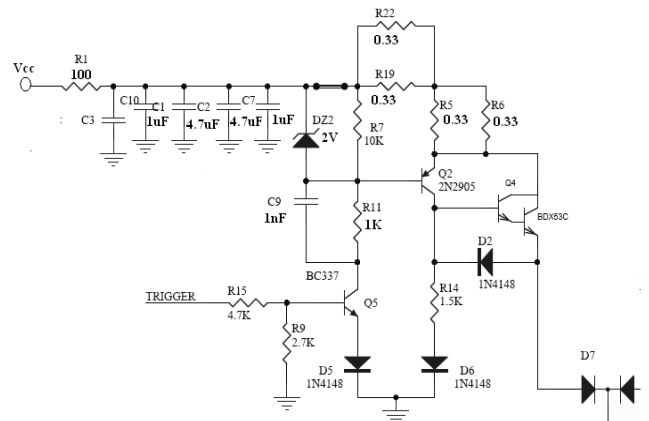 R22
0.33
Vcc
R1
100
R19
0.33
C10
C1
1uF
C2
4.7uF
C7
4.7uF
1uF
C3
DZ2
2V
R7
10K
R5
0.33
R6
0.33
Q2
2N2905
Q4
BDX53C
C9
1nF
R11
1K
D2
1N4148
BC337
R14
1.5K
TRIGGER
R15
4.7K
Q5
R9
2.7K
D5
1N4148
D6
1N4148
D7